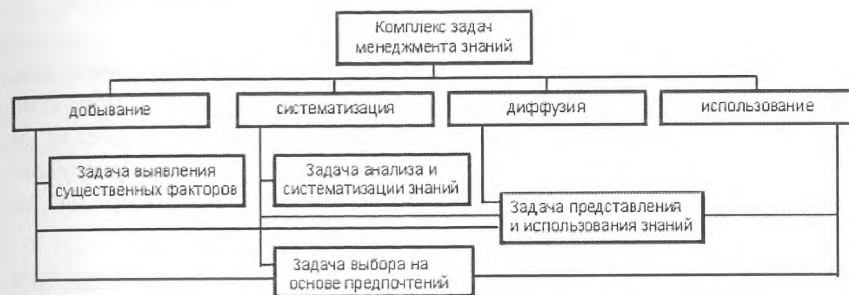 Комплекс задач
менеджмента знаний
добывание
систематизация
диффузия
использование
Задача выявления
существенных факторов
Задача анализа и
систематизации знаний
Задача представления
и использования знаний
Задача выбора на
основе предпочтений